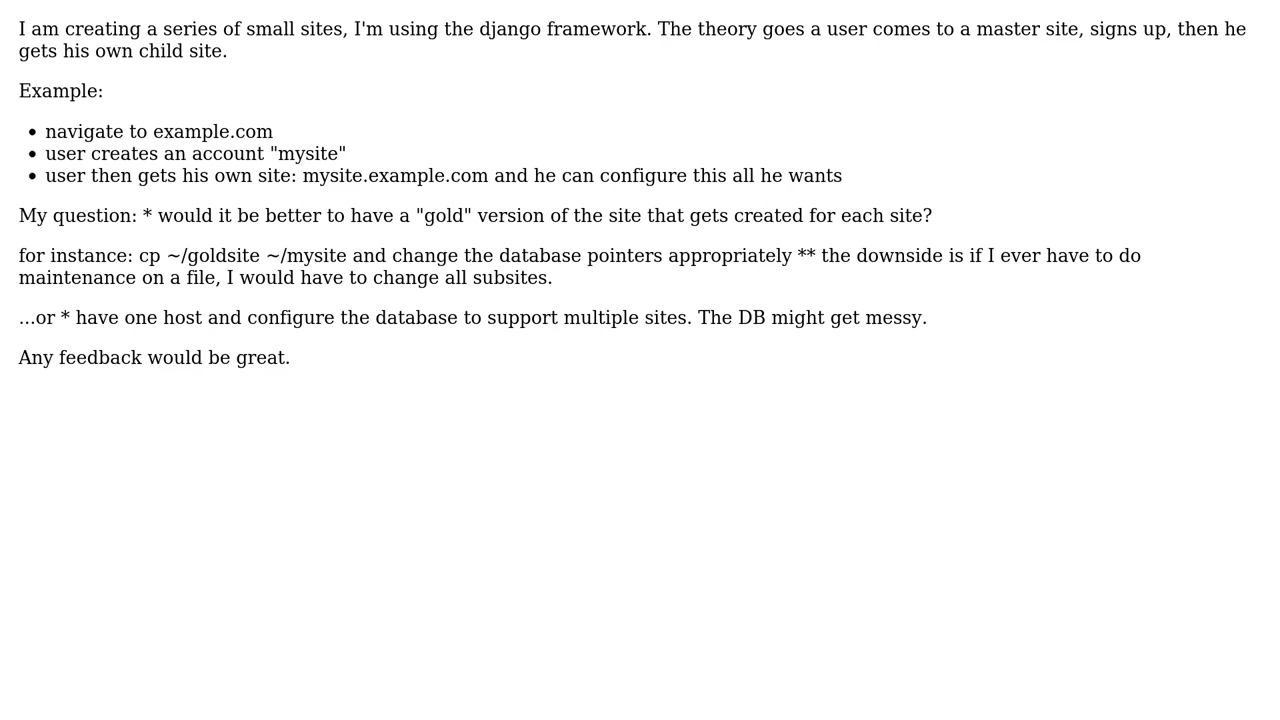 I am creating a series of small sites, I'm using the django framework. The theory goes a user comes to a master site, signs up, then he
gets his own child site.
Example:
• navigate to example.com
• user creates an account "mysite"
• user then gets his own site: mysite.example.com and he can configure this all he wants
My question: * would it be better to have a "gold" version of the site that gets created for each site?
for instance: cp ~/goldsite ~/mysite and change the database pointers appropriately ** the downside is if I ever have to do
maintenance on a file, I would have to change all subsites.
...or * have one host and configure the database to support multiple sites. The DB might get messy.
Any feedback would be great.